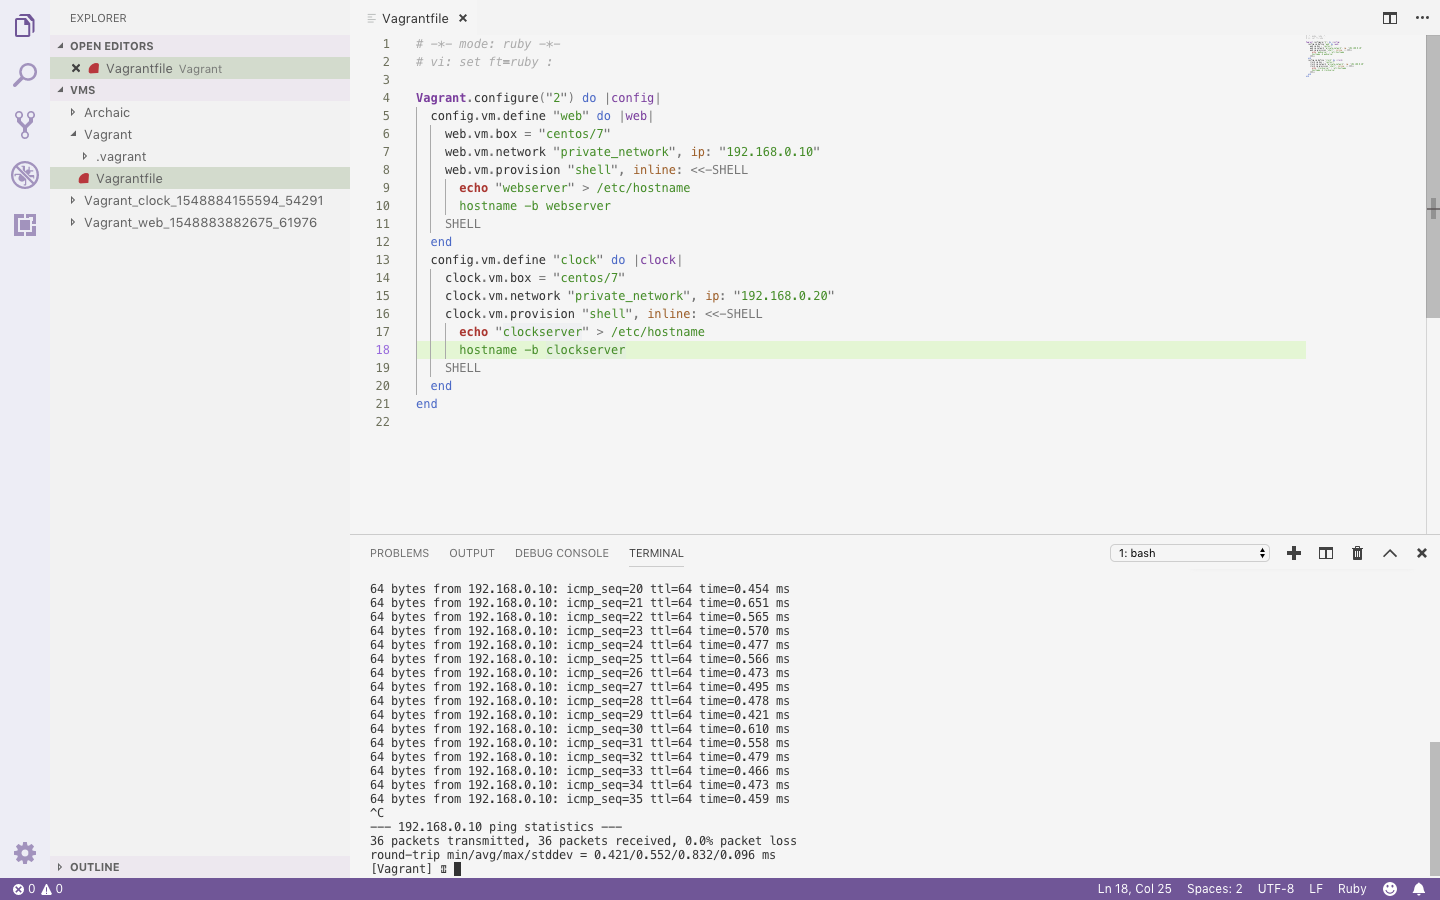 EXPLORER
OPEN EDITORS
Vagrantfile Vagrant
VMS
Archaic
Vagrant
.vagrant
Vagrantfile
Vagrant_clock_1548884155594_54291
Vagrant_web_1548883882675_61976
OUTLINE
Vagrantfile
1 # -*- mode: ruby -*-
2 # vi: set ft=ruby :
3
4 Vagrant.configure("2") do |config|
5 config.vm.define "web" do |web|
6 web.vm.box = "centos/7"
7 web.vm.network "private_network", ip: "192.168.0.10"
8 web.vm.provision "shell", inline: <<-SHELL
9 echo "webserver" > /etc/hostname
10 hostname -b webserver
11 SHELL
12 end
13 config.vm.define "clock" do |clock|
14 clock.vm.box = "centos/7"
15 clock.vm.network "private_network", ip: "192.168.0.20"
16 clock.vm.provision "shell", inline: <<-SHELL
17 echo "clockserver" > /etc/hostname
18 hostname -b clockserver
19 SHELL
20 end
21 end
22
PROBLEMS OUTPUT DEBUG CONSOLE TERMINAL 1: bash
64 bytes from 192.168.0.10: icmp_seq=20 ttl=64 time=0.454 ms
64 bytes from 192.168.0.10: icmp_seq=21 ttl=64 time=0.651 ms
64 bytes from 192.168.0.10: icmp_seq=22 ttl=64 time=0.565 ms
64 bytes from 192.168.0.10: icmp_seq=23 ttl=64 time=0.570 ms
64 bytes from 192.168.0.10: icmp_seq=24 ttl=64 time=0.477 ms
64 bytes from 192.168.0.10: icmp_seq=25 ttl=64 time=0.566 ms
64 bytes from 192.168.0.10: icmp_seq=26 ttl=64 time=0.473 ms
64 bytes from 192.168.0.10: icmp_seq=27 ttl=64 time=0.495 ms
64 bytes from 192.168.0.10: icmp_seq=28 ttl=64 time=0.478 ms
64 bytes from 192.168.0.10: icmp_seq=29 ttl=64 time=0.421 ms
64 bytes from 192.168.0.10: icmp_seq=30 ttl=64 time=0.610 ms
64 bytes from 192.168.0.10: icmp_seq=31 ttl=64 time=0.558 ms
64 bytes from 192.168.0.10: icmp_seq=32 ttl=64 time=0.479 ms
64 bytes from 192.168.0.10: icmp_seq=33 ttl=64 time=0.466 ms
64 bytes from 192.168.0.10: icmp_seq=34 ttl=64 time=0.473 ms
64 bytes from 192.168.0.10: icmp_seq=35 ttl=64 time=0.459 ms
^C
--- 192.168.0.10 ping statistics ---
36 packets transmitted, 36 packets received, 0.0% packet loss
round-trip min/avg/max/stddev = 0.421/0.552/0.832/0.096 ms
[Vagrant]
0 0 Ln 18, Col 25 Spaces: 2 UTF-8 LF Ruby